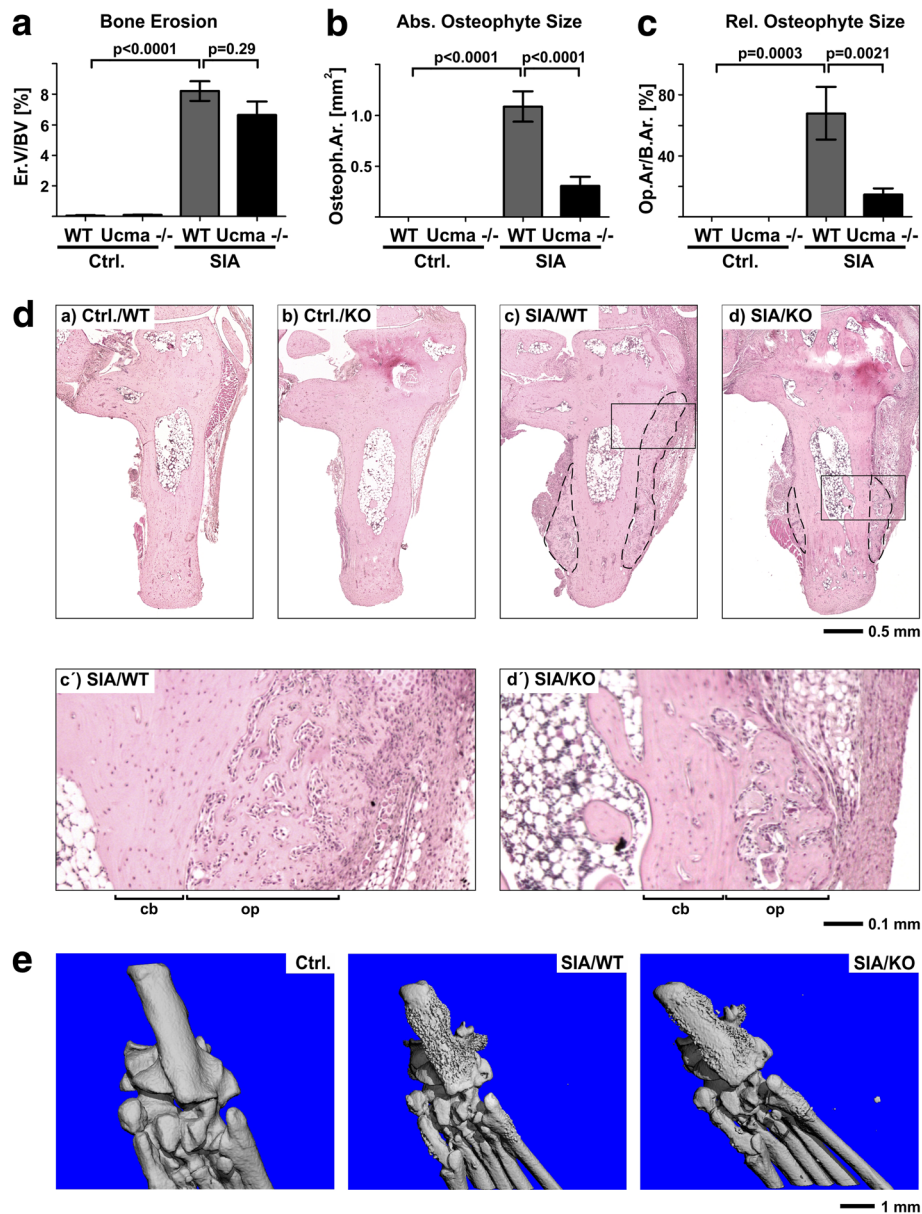 a Bone Erosion
p<0.0001 p=0.29
Er.V/BV [%]
8
6
4
2
WT Ucma -/- WT Ucma -/-
Ctrl. SIA
b Abs. Osteophyte Size
p<0.0001 p<0.0001
Osteoph.Ar. [mm2]
1.0
0.5
WT Ucma -/- WT Ucma -/-
Ctrl. SIA
c Rel. Osteophyte Size
p=0.0003 p=0.0021
Op.Ar/B.Ar. [%]
80
60
40
20
WT Ucma -/- WT Ucma -/-
Ctrl. SIA
d
a) Ctrl./WT b) Ctrl./KO c) SIA/WT d) SIA/KO
0.5 mm
c´) SIA/WT d´) SIA/KO
cb op cb op
0.1 mm
e
Ctrl. SIA/WT SIA/KO
1 mm